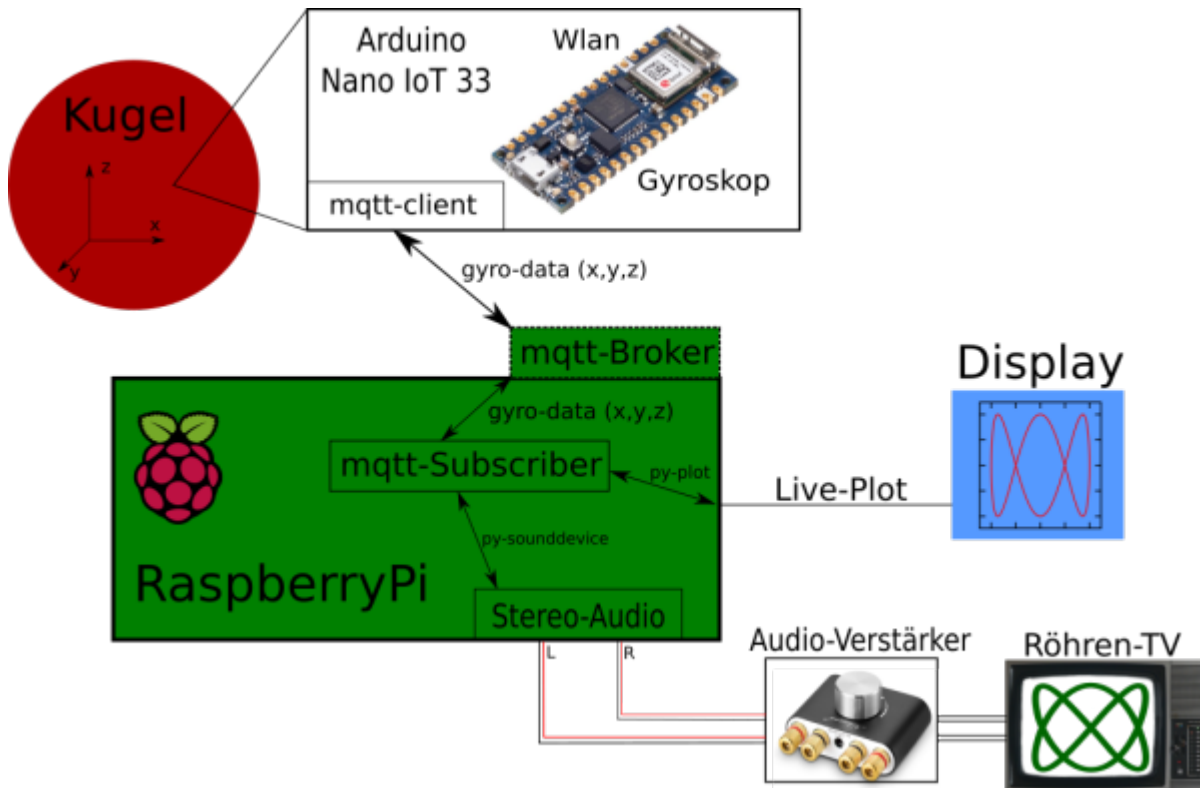 Kugel
z
x
y
Arduino
Nano IoT 33
Wlan
Gyroskop
mqtt-client
gyro-data (x,y,z)
mqtt-Broker
gyro-data (x,y,z)
mqtt-Subscriber
py-plot
py-sounddevice
RaspberryPi
Stereo-Audio
L
R
Live-Plot
Display
Audio-Verstärker
Röhren-TV